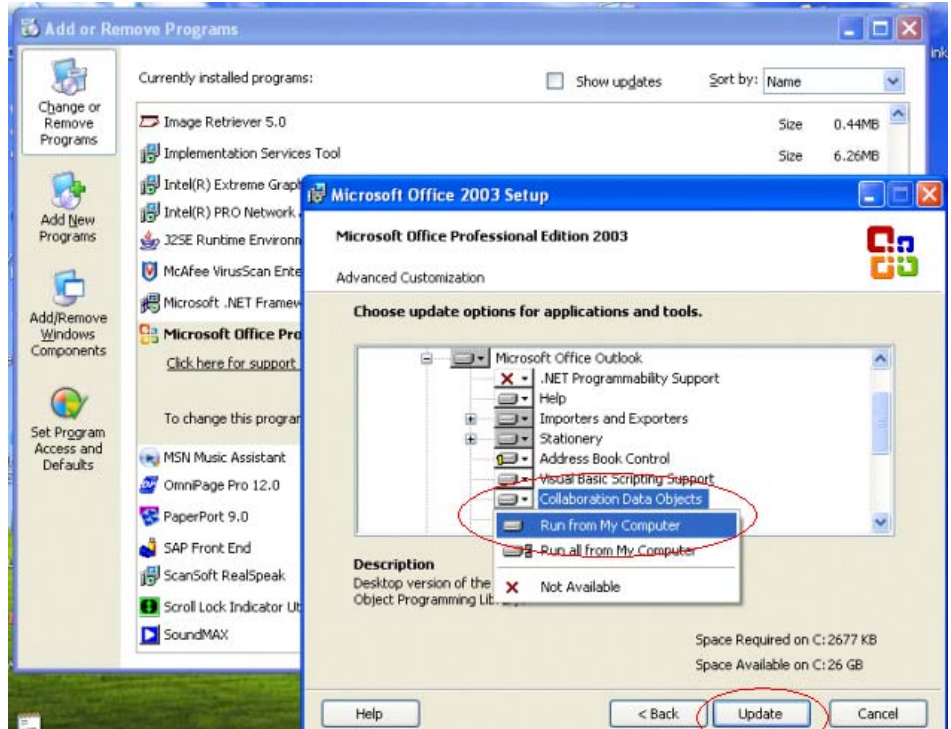 Add or Remove Programs
Change or
Remove
Programs
Add New
Programs
Add/Remove
Windows
Components
Set Program
Access and
Defaults
Currently installed programs:
Show updates
Sort by: Name
Image Retriever 5.0 Size 0.44MB
Implementation Services Tool Size 6.26MB
Intel(R) Extreme Grap
Intel(R) PRO Network
J2SE Runtime Environn
McAfee VirusScan Ente
Microsoft .NET Framew
Microsoft Office Pro
Click here for support
To change this program
MSN Music Assistant
OmniPage Pro 12.0
PaperPort 9.0
SAP Front End
ScanSoft RealSpeak
Scroll Lock Indicator Ut
SoundMAX
Microsoft Office 2003 Setup
Microsoft Office Professional Edition 2003
Advanced Customization
Choose update options for applications and tools.
Microsoft Office Outlook
.NET Programmability Support
Help
Importers and Exporters
Stationery
Address Book Control
Visual Basic Scripting Support
Collaboration Data Objects
Run from My Computer
Run all from My Computer
Not Available
Description
Desktop version of the
Object Programming
Space Required on C: 2677 KB
Space Available on C: 26 GB
Help
< Back
Update
Cancel
ink